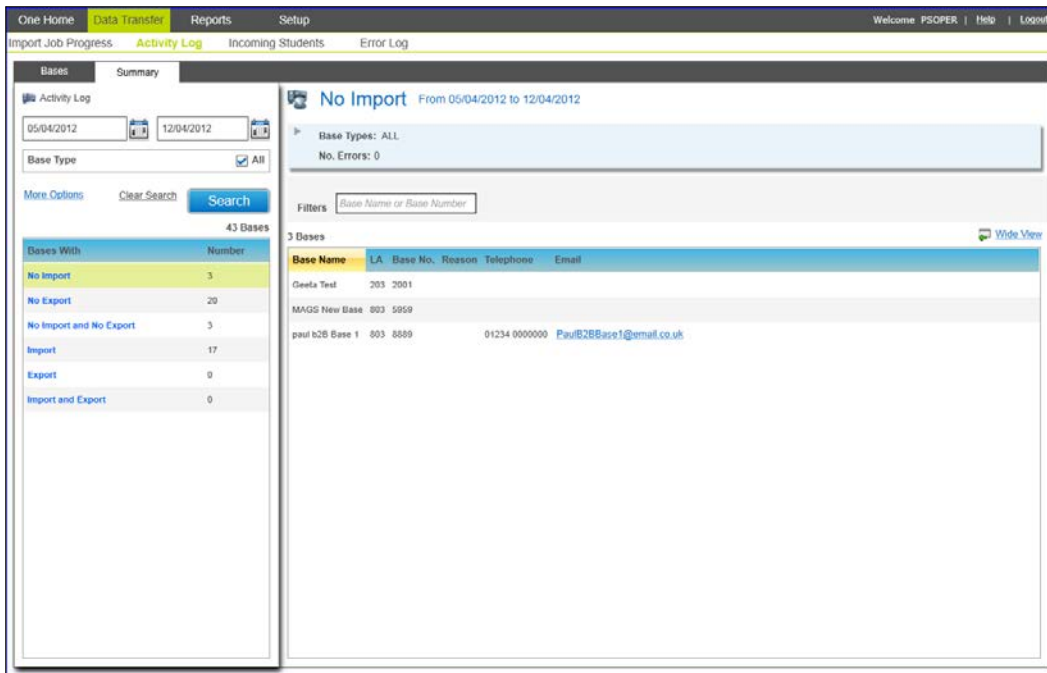 One Home Data Transfer Reports Setup Welcome PSOPER | Help | Logout
Import Job Progress Activity Log Incoming Students Error Log
Bases Summary
Activity Log
05/04/2012 12/04/2012
Base Type All
More Options Clear Search Search
43 Bases
Bases With Number
No Import 3
No Export 20
No Import and No Export 3
Import 17
Export 0
Import and Export 0
No Import From 05/04/2012 to 12/04/2012
Base Types: ALL
No. Errors: 0
Filters Base Name or Base Number
3 Bases Wide View
Base Name LA Base No. Reason Telephone Email
Geeta Test 203 2001
MAGS New Base 803 5959
paul b2B Base 1 803 8889 01234 0000000 PaulB2BBase1@email.co.uk